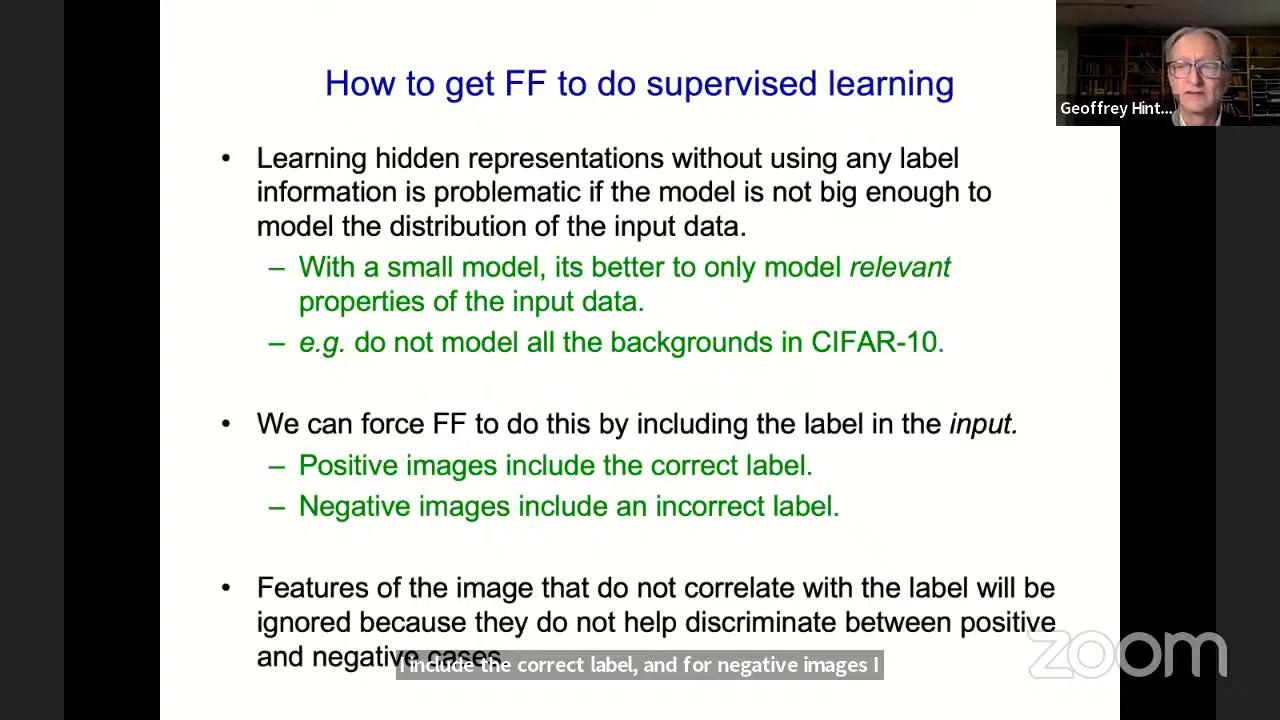 How to get FF to do supervised learning
Geoffrey Hint...
• Learning hidden representations without using any label
information is problematic if the model is not big enough to
model the distribution of the input data.
– With a small model, its better to only model relevant
properties of the input data.
– e.g. do not model all the backgrounds in CIFAR-10.
• We can force FF to do this by including the label in the input.
– Positive images include the correct label.
– Negative images include an incorrect label.
• Features of the image that do not correlate with the label will be
ignored because they do not help discriminate between positive
and negative cases.
I include the correct label, and for negative images I
zoom